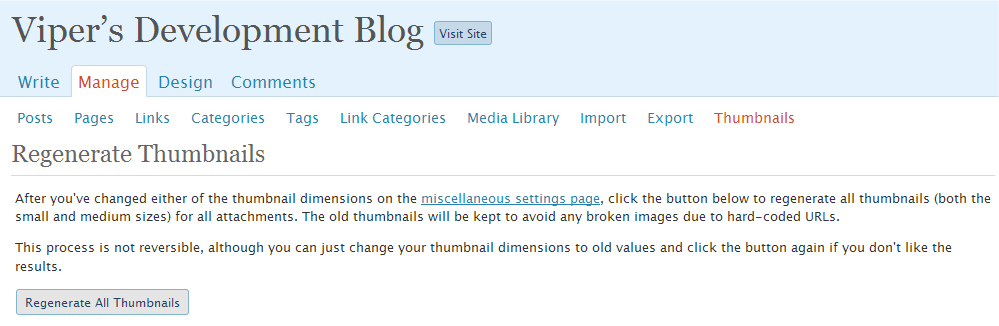 Viper’s Development Blog Visit Site
Write Manage Design Comments
Posts Pages Links Categories Tags Link Categories Media Library Import Export Thumbnails
Regenerate Thumbnails
After you've changed either of the thumbnail dimensions on the miscellaneous settings page, click the button below to regenerate all thumbnails (both the
small and medium sizes) for all attachments. The old thumbnails will be kept to avoid any broken images due to hard-coded URLs.
This process is not reversible, although you can just change your thumbnail dimensions to old values and click the button again if you don't like the
results.
Regenerate All Thumbnails